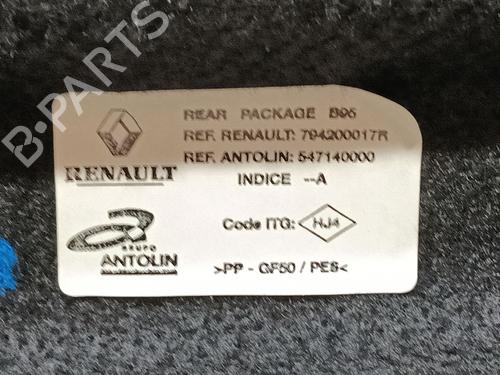 B-PARTS
REAR PACKAGE B95
REF. RENAULT: 794200017R
REF. ANTOLIN: 547140000
RENAULT
INDICE --A
Code ITG: HJ4
GRUPO
ANTOLIN
>PP - GF50 / PES<